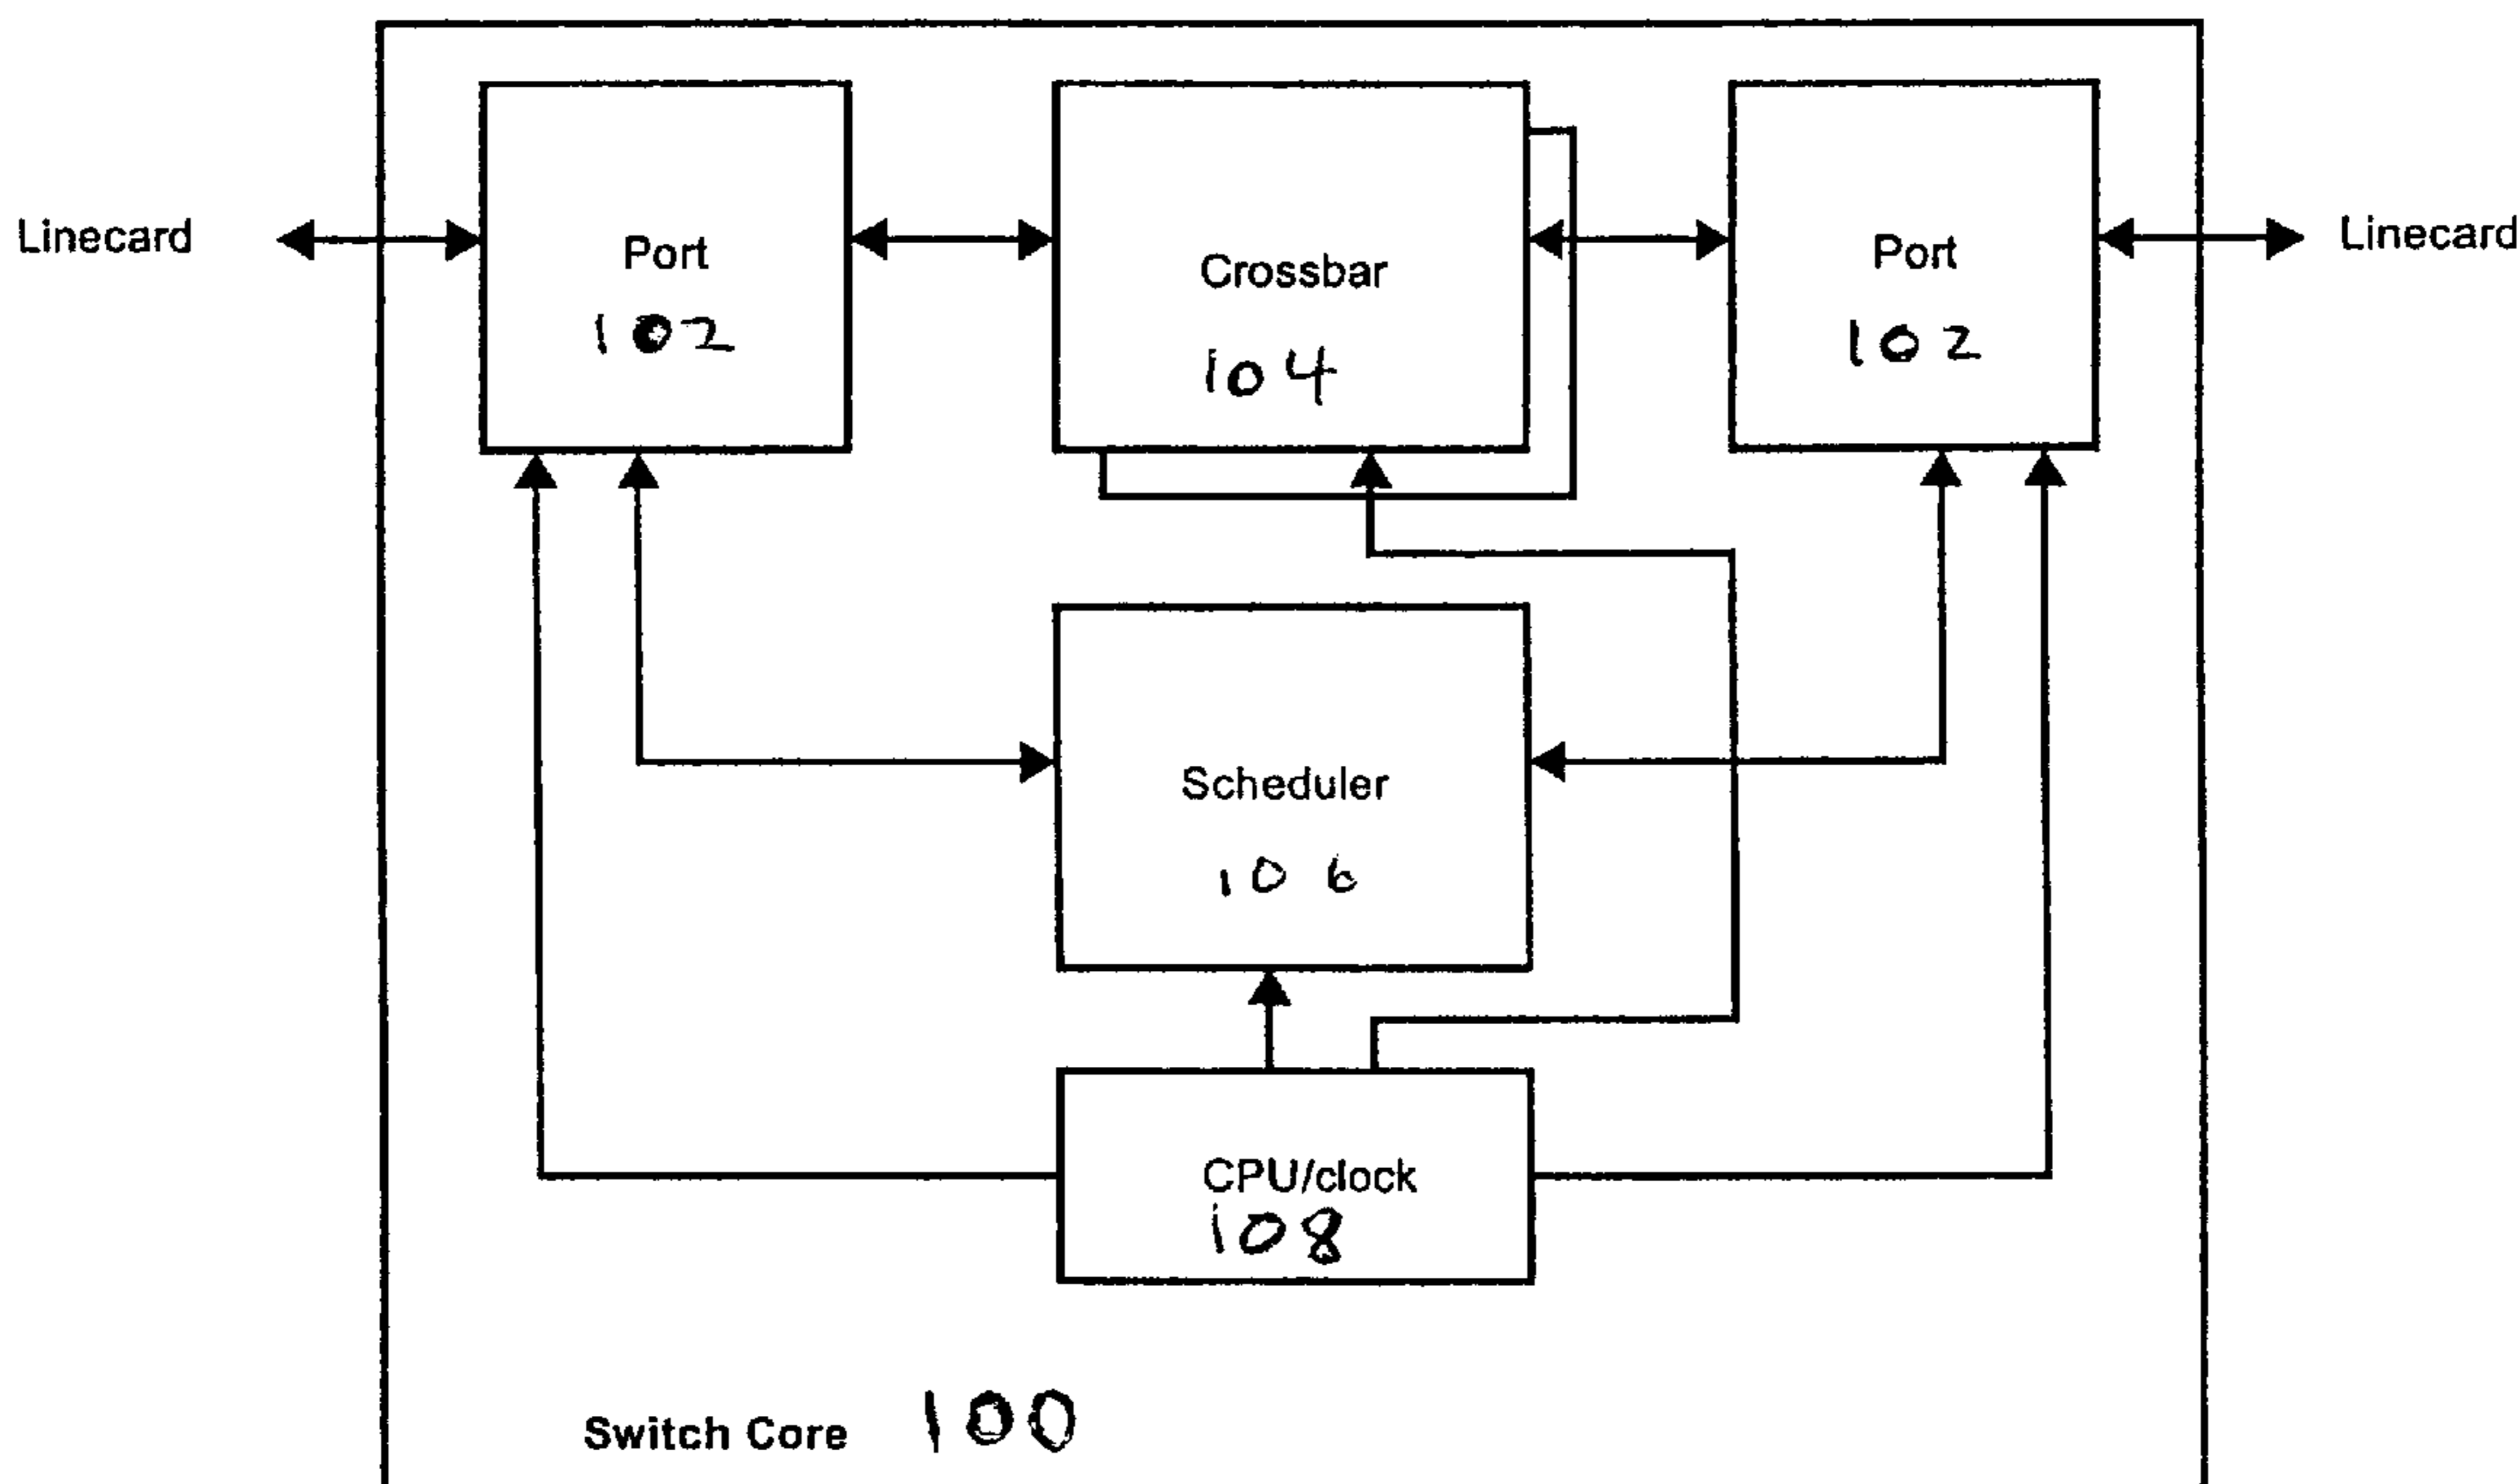 Linecard
Port
102
Crossbar
104
Port
102
Linecard
Scheduler
106
CPU/clock
108
Switch Core 100